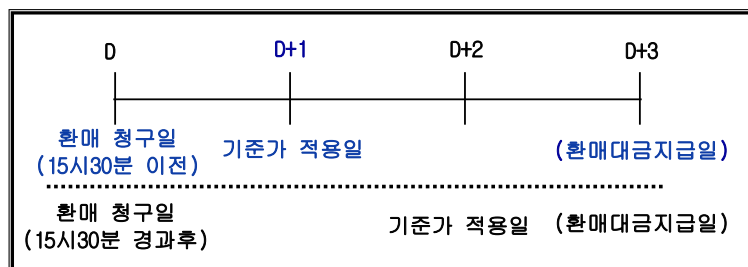 D D+1 D+2 D+3
환매 청구일 기준가 적용일 (환매대금지급일)
(15시30분 이전)
환매 청구일 기준가 적용일 (환매대금지급일)
(15시30분 경과후)